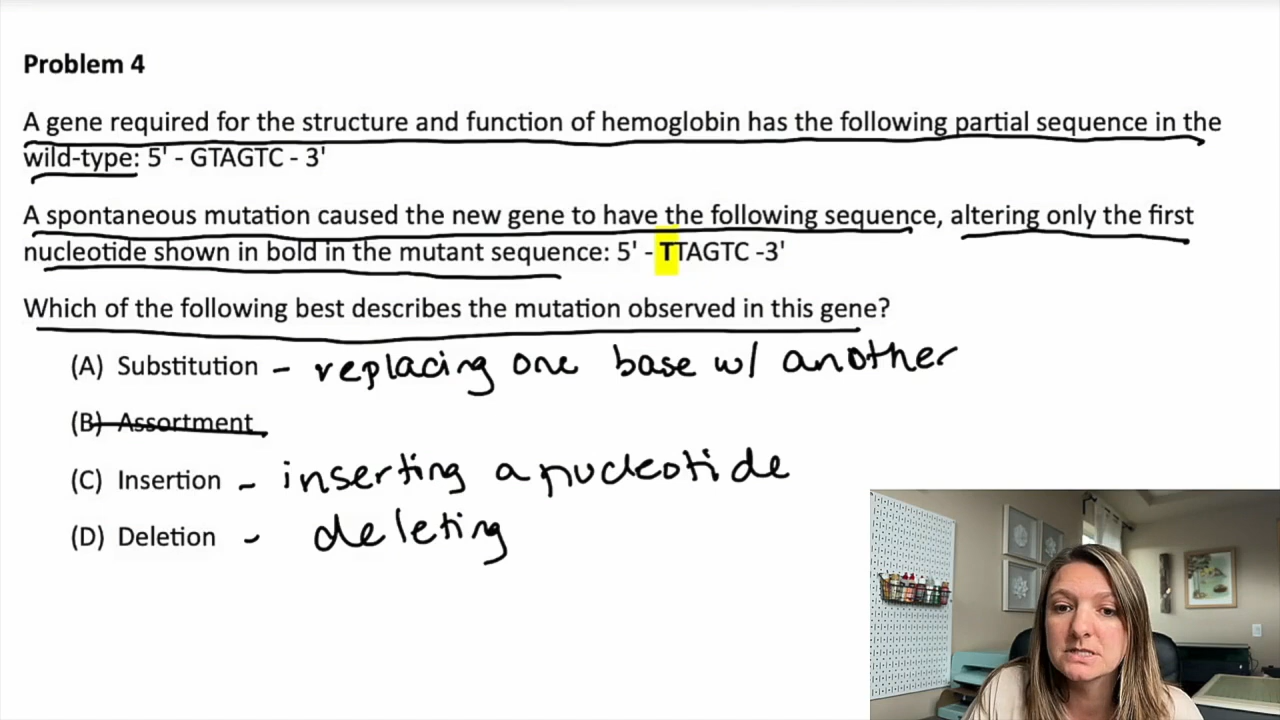 Problem 4
A gene required for the structure and function of hemoglobin has the following partial sequence in the
wild-type: 5' - GTAGTC - 3'
A spontaneous mutation caused the new gene to have the following sequence, altering only the first
nucleotide shown in bold in the mutant sequence: 5' - TTAGTC -3'
Which of the following best describes the mutation observed in this gene?
(A) Substitution - replacing one base w/ another
(B) Assortment
(C) Insertion - inserting a nucleotide
(D) Deletion - deleting